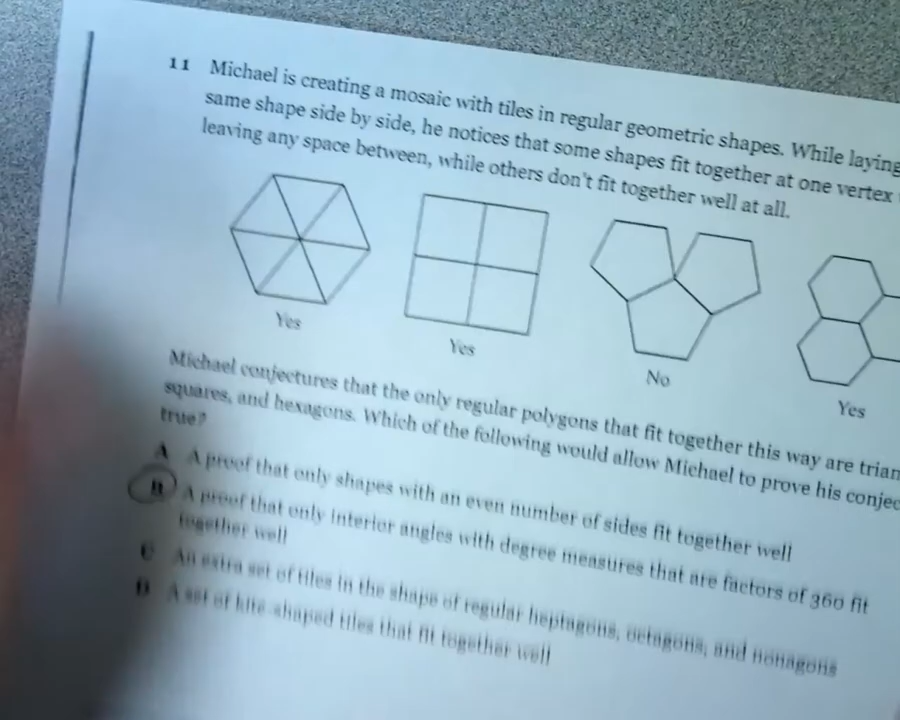 11 Michael is creating a mosaic with tiles in regular geometric shapes. While laying
same shape side by side, he notices that some shapes fit together at one vertex
leaving any space between, while others don't fit together well at all.
Yes
Yes
No
Yes
Michael conjectures that the only regular polygons that fit together this way are trian
squares, and hexagons. Which of the following would allow Michael to prove his conjec
true?
A A proof that only shapes with an even number of sides fit together well
B A proof that only interior angles with degree measures that are factors of 360 fit
together well
C An extra set of tiles in the shape of regular heptagons, octagons, and nonagons
D A set of kite-shaped tiles that fit together well